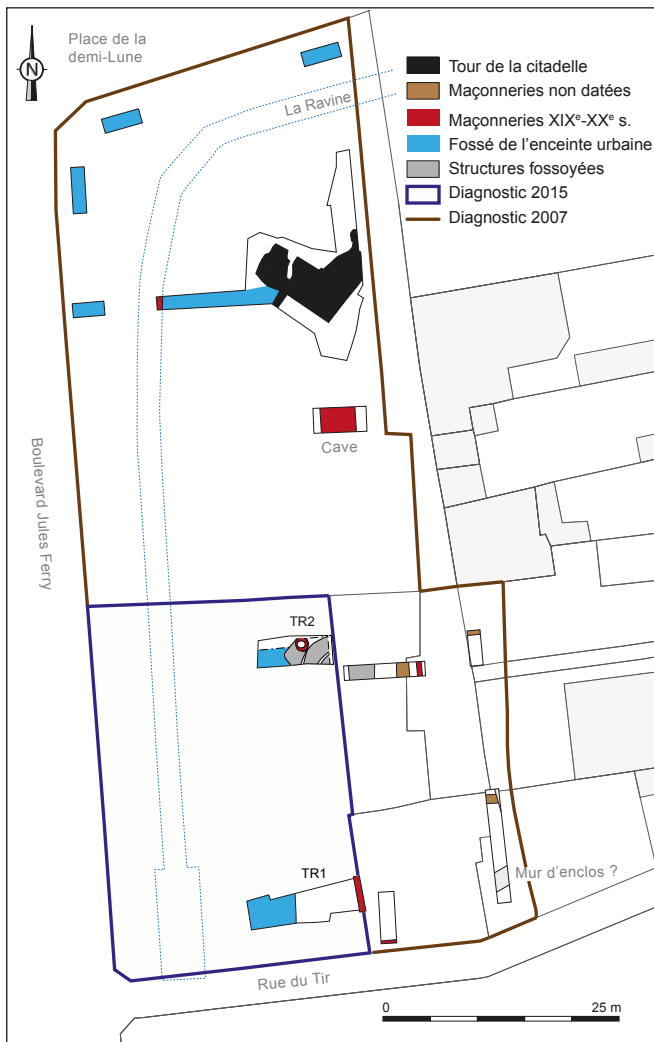 Place de la
demi-Lune
N
La Ravine
Tour de la citadelle
Maçonneries non datées
Maçonneries XIXe-XXe s.
Fossé de l'enceinte urbaine
Structures fossoyées
Diagnostic 2015
Diagnostic 2007
Cave
Boulevard Jules Ferry
TR2
TR1
Mur d'enclos ?
Rue du Tir
0 25 m